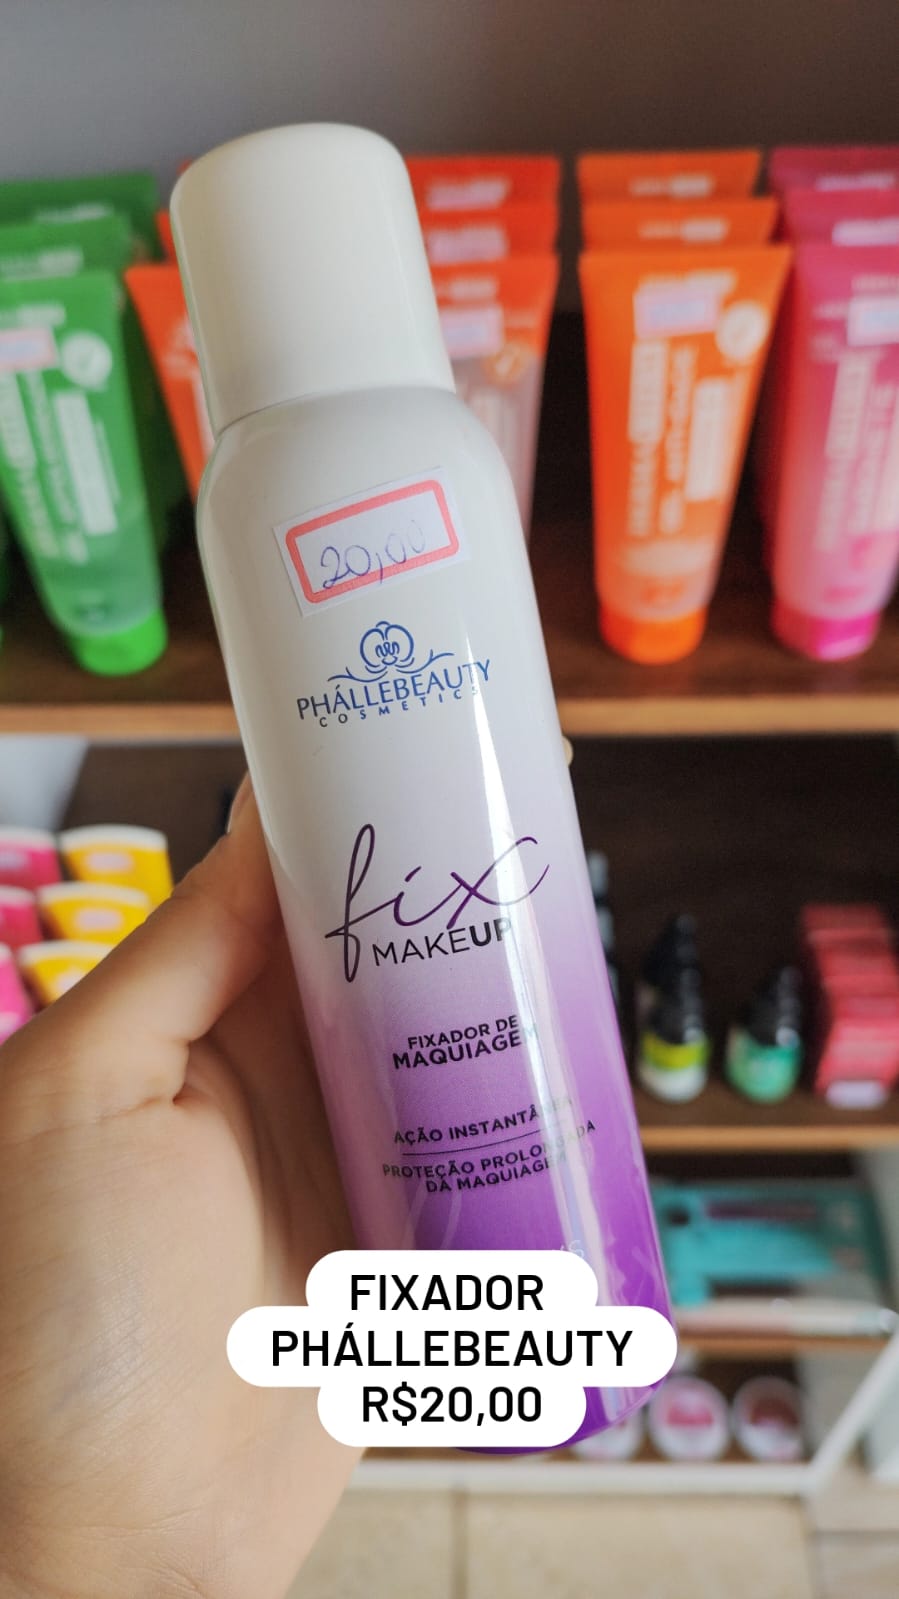 20,00
PHÁLLEBEAUTY
COSMETICS
fix
MAKEUP
FIXADOR DE
MAQUIAGEM
AÇÃO INSTANTÂNEA
PROTEÇÃO PROLONGADA
DA MAQUIAGEM
FIXADOR
PHÁLLEBEAUTY
R$20,00